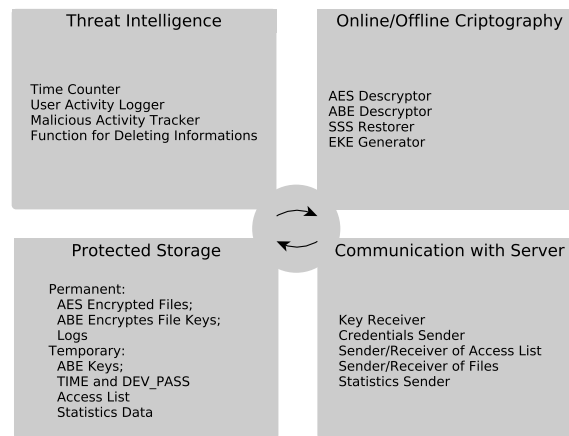 Threat Intelligence
Time Counter
User Activity Logger
Malicious Activity Tracker
Function for Deleting Informations
Online/Offline Criptography
AES Descryptor
ABE Descryptor
SSS Restorer
EKE Generator
Protected Storage
Permanent:
AES Encrypted Files;
ABE Encryptes File Keys;
Logs
Temporary:
ABE Keys;
TIME and DEV_PASS
Access List
Statistics Data
Communication with Server
Key Receiver
Credentials Sender
Sender/Receiver of Access List
Sender/Receiver of Files
Statistics Sender